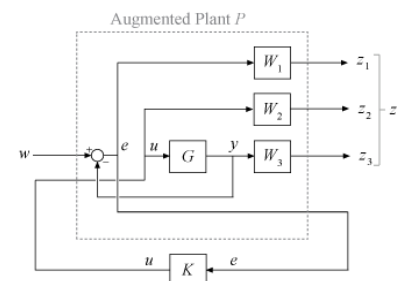 Augmented Plant P
W₁ z₁
W₂ z₂ z
w + − e u G y W₃ z₃
u K e